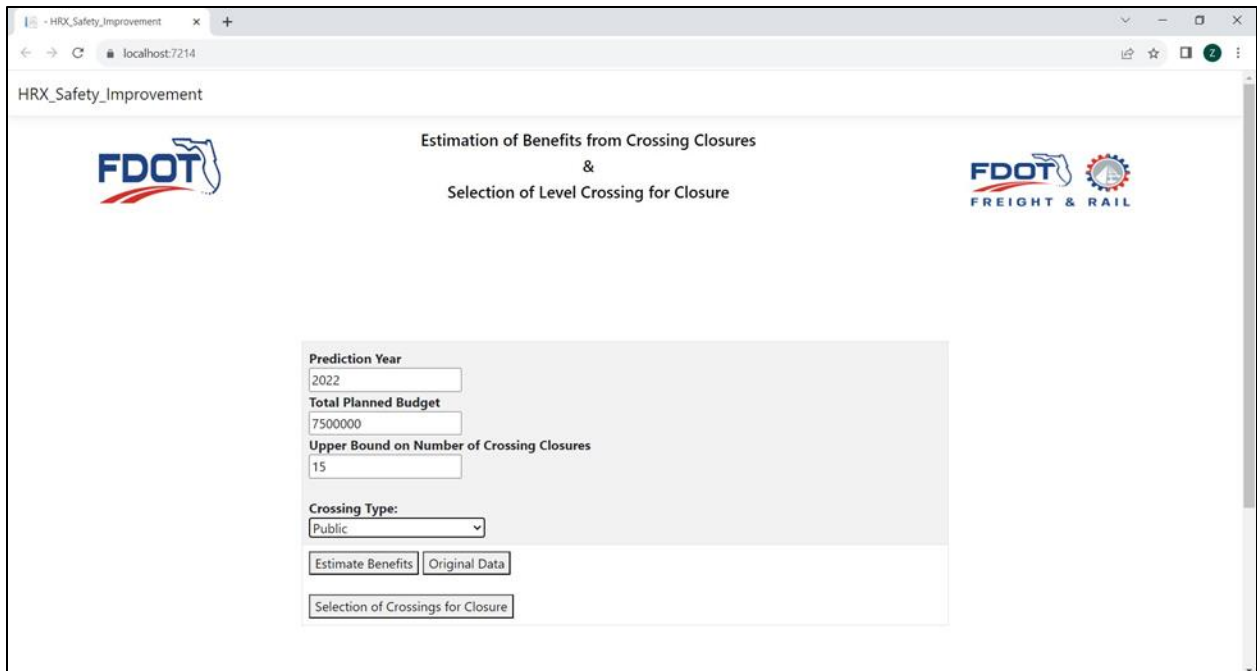 - HRX_Safety_Improvement
localhost:7214
Z
HRX_Safety_Improvement
FDOT
Estimation of Benefits from Crossing Closures
&
Selection of Level Crossing for Closure
FDOT
FREIGHT & RAIL
Prediction Year
2022
Total Planned Budget
7500000
Upper Bound on Number of Crossing Closures
15
Crossing Type:
Public
Estimate Benefits Original Data
Selection of Crossings for Closure